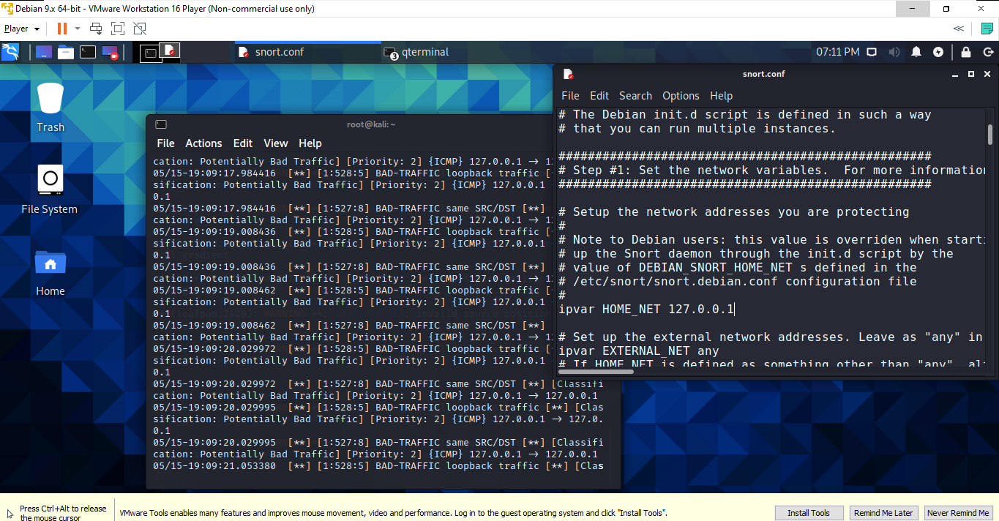 Debian 9.x 64-bit - VMware Workstation 16 Player (Non-commercial use only)
Player
snort.conf
3 qterminal
07:11 PM
Trash
File System
Home
root@kali: ~
File Actions Edit View Help
cation: Potentially Bad Traffic] [Priority: 2] {ICMP} 127.0.0.1 → 12
05/15-19:09:17.984416 [**] [1:528:5] BAD-TRAFFIC loopback traffic [
sification: Potentially Bad Traffic] [Priority: 2] {ICMP} 127.0.0.1
0.1
05/15-19:09:17.984416 [**] [1:527:8] BAD-TRAFFIC same SRC/DST [**]
cation: Potentially Bad Traffic] [Priority: 2] {ICMP} 127.0.0.1 → 12
05/15-19:09:19.008436 [**] [1:528:5] BAD-TRAFFIC loopback traffic [
sification: Potentially Bad Traffic] [Priority: 2] {ICMP} 127.0.0.1
0.1
05/15-19:09:19.008436 [**] [1:527:8] BAD-TRAFFIC same SRC/DST [**]
cation: Potentially Bad Traffic] [Priority: 2] {ICMP} 127.0.0.1 → 12
05/15-19:09:19.008462 [**] [1:528:5] BAD-TRAFFIC loopback traffic [
sification: Potentially Bad Traffic] [Priority: 2] {ICMP} 127.0.0.1
0.1
05/15-19:09:19.008462 [**] [1:527:8] BAD-TRAFFIC same SRC/DST [**]
cation: Potentially Bad Traffic] [Priority: 2] {ICMP} 127.0.0.1 → 12
05/15-19:09:20.029972 [**] [1:528:5] BAD-TRAFFIC loopback traffic [
sification: Potentially Bad Traffic] [Priority: 2] {ICMP} 127.0.0.1
0.1
05/15-19:09:20.029972 [**] [1:527:8] BAD-TRAFFIC same SRC/DST [**] [Classifi
cation: Potentially Bad Traffic] [Priority: 2] {ICMP} 127.0.0.1 → 127.0.0.1
05/15-19:09:20.029995 [**] [1:528:5] BAD-TRAFFIC loopback traffic [**] [Clas
sification: Potentially Bad Traffic] [Priority: 2] {ICMP} 127.0.0.1 → 127.0.
0.1
05/15-19:09:20.029995 [**] [1:527:8] BAD-TRAFFIC same SRC/DST [**] [Classifi
cation: Potentially Bad Traffic] [Priority: 2] {ICMP} 127.0.0.1 → 127.0.0.1
05/15-19:09:21.053380 [**] [1:528:5] BAD-TRAFFIC loopback traffic [**] [Clas
snort.conf
File Edit Search Options Help
# The Debian init.d script is defined in such a way
# that you can run multiple instances.
###################################################
# Step #1: Set the network variables. For more information
###################################################
# Setup the network addresses you are protecting
#
# Note to Debian users: this value is overriden when starti
# up the Snort daemon through the init.d script by the
# value of DEBIAN_SNORT_HOME_NET s defined in the
# /etc/snort/snort.debian.conf configuration file
#
ipvar HOME_NET 127.0.0.1
# Set up the external network addresses. Leave as "any" in
ipvar EXTERNAL_NET any
# If HOME_NET is defined as something other than "any", alt
Press Ctrl+Alt to release
the mouse cursor
VMware Tools enables many features and improves mouse movement, video and performance. Log in to the guest operating system and click "Install Tools".
Install Tools
Remind Me Later
Never Remind Me